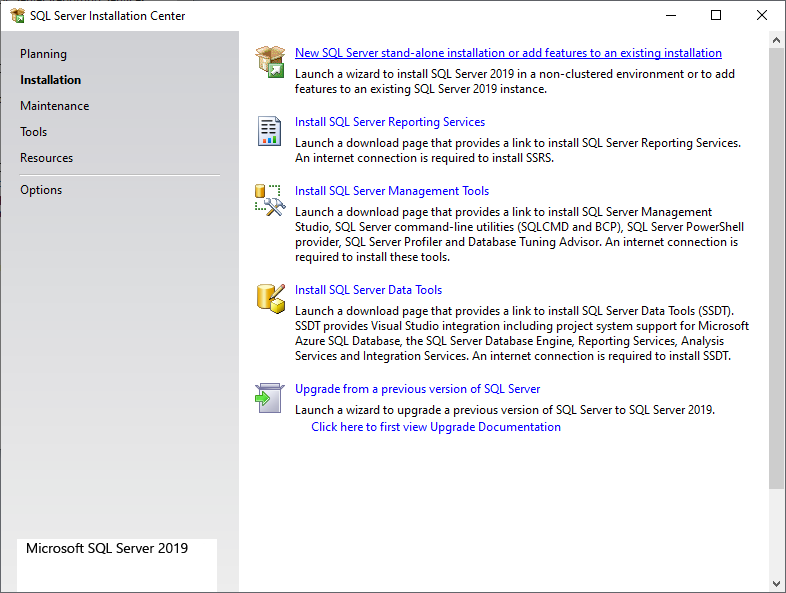 SQL Server Installation Center
Planning
Installation
Maintenance
Tools
Resources
Options
Microsoft SQL Server 2019
New SQL Server stand-alone installation or add features to an existing installation
Launch a wizard to install SQL Server 2019 in a non-clustered environment or to add
features to an existing SQL Server 2019 instance.
Install SQL Server Reporting Services
Launch a download page that provides a link to install SQL Server Reporting Services.
An internet connection is required to install SSRS.
Install SQL Server Management Tools
Launch a download page that provides a link to install SQL Server Management
Studio, SQL Server command-line utilities (SQLCMD and BCP), SQL Server PowerShell
provider, SQL Server Profiler and Database Tuning Advisor. An internet connection is
required to install these tools.
Install SQL Server Data Tools
Launch a download page that provides a link to install SQL Server Data Tools (SSDT).
SSDT provides Visual Studio integration including project system support for Microsoft
Azure SQL Database, the SQL Server Database Engine, Reporting Services, Analysis
Services and Integration Services. An internet connection is required to install SSDT.
Upgrade from a previous version of SQL Server
Launch a wizard to upgrade a previous version of SQL Server to SQL Server 2019.
Click here to first view Upgrade Documentation